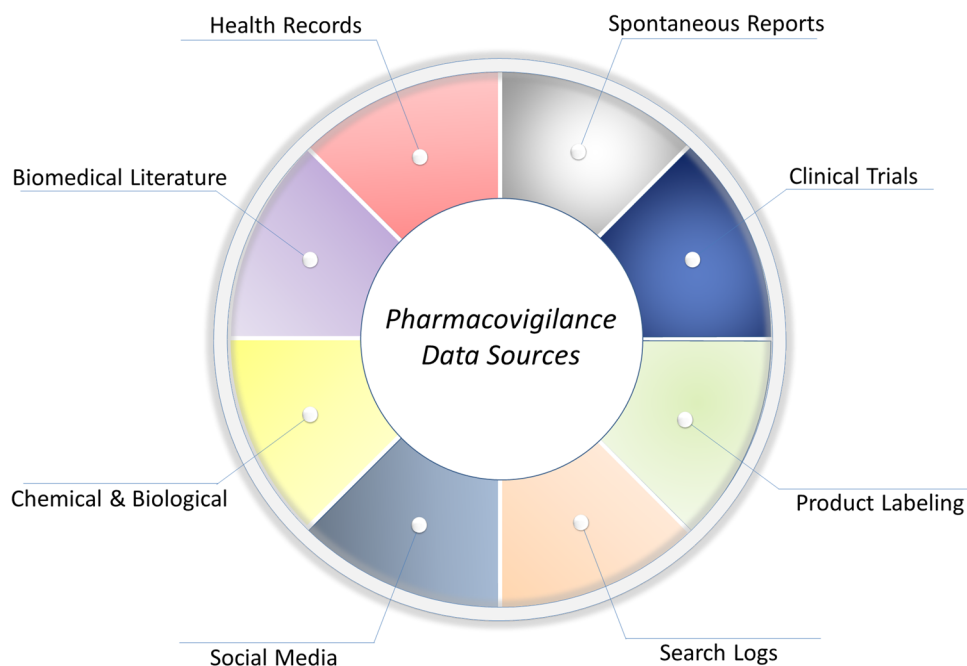 Health Records
Spontaneous Reports
Biomedical Literature
Clinical Trials
Pharmacovigilance
Data Sources
Chemical & Biological
Product Labeling
Social Media
Search Logs